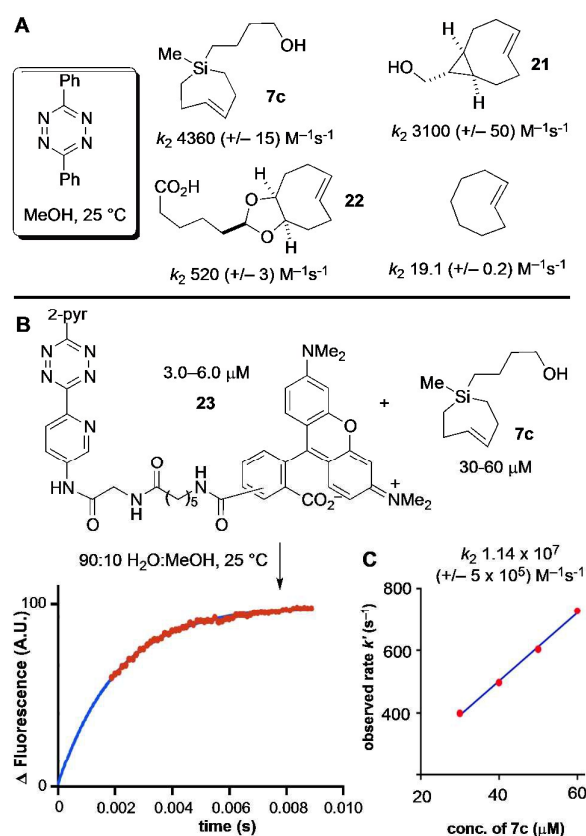 A
Ph
N
N
N
N
Ph
MeOH, 25 °C
Me
Si
OH
7c
k₂ 4360 (+/– 15) M⁻¹s⁻¹
H
HO
H
21
k₂ 3100 (+/– 50) M⁻¹s⁻¹
CO₂H
H
O
O
H
22
k₂ 520 (+/– 3) M⁻¹s⁻¹
k₂ 19.1 (+/– 0.2) M⁻¹s⁻¹
B
2-pyr
N
N
N
N
N
3.0–6.0 μM
23
NMe₂
O
+
NMe₂
CO₂–
HN
O
N
H
O
( )5
H
N
O
+
Me
Si
OH
7c
30-60 μM
90:10 H₂O:MeOH, 25 °C
Δ Fluorescence (A.U.)
100
0
0 0.002 0.004 0.006 0.008 0.010
time (s)
C
k₂ 1.14 x 10⁷
(+/– 5 x 10⁵) M⁻¹s⁻¹
observed rate k' (s⁻¹)
800
600
400
20 40 60
conc. of 7c (μM)